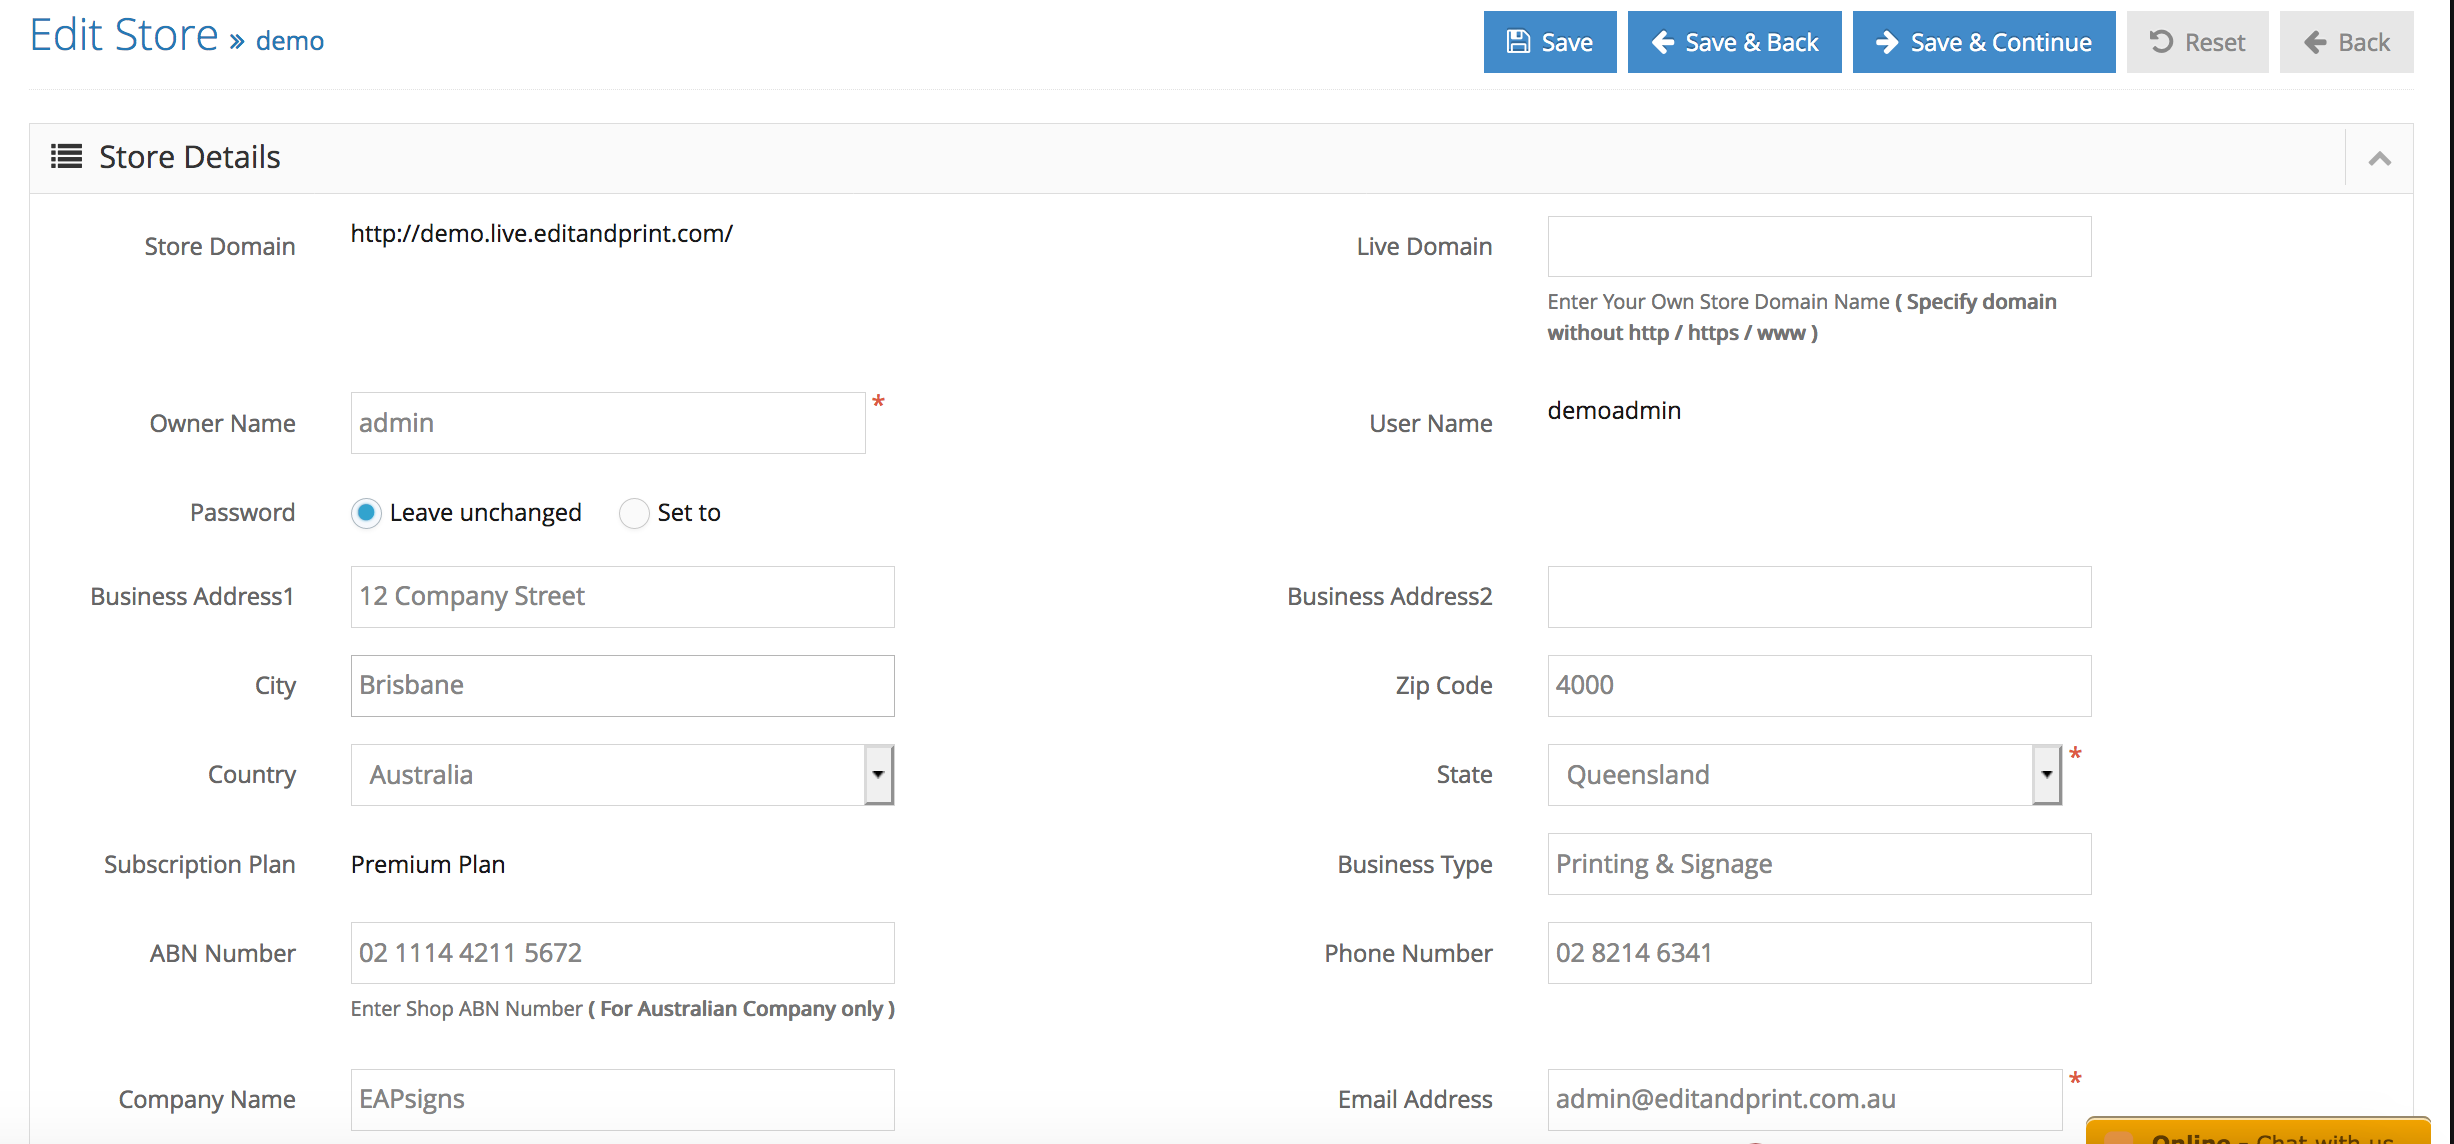 Edit Store » demo
Save
Save & Back
Save & Continue
Reset
Back
Store Details
Store Domain
http://demo.live.editandprint.com/
Live Domain
Enter Your Own Store Domain Name ( Specify domain
without http / https / www )
Owner Name
admin
*
User Name
demoadmin
Password
Leave unchanged
Set to
Business Address1
12 Company Street
Business Address2
City
Brisbane
Zip Code
4000
Country
Australia
State
Queensland
*
Subscription Plan
Premium Plan
Business Type
Printing & Signage
ABN Number
02 1114 4211 5672
Enter Shop ABN Number ( For Australian Company only )
Phone Number
02 8214 6341
Company Name
EAPsigns
Email Address
admin@editandprint.com.au
*
Online - Chat with us